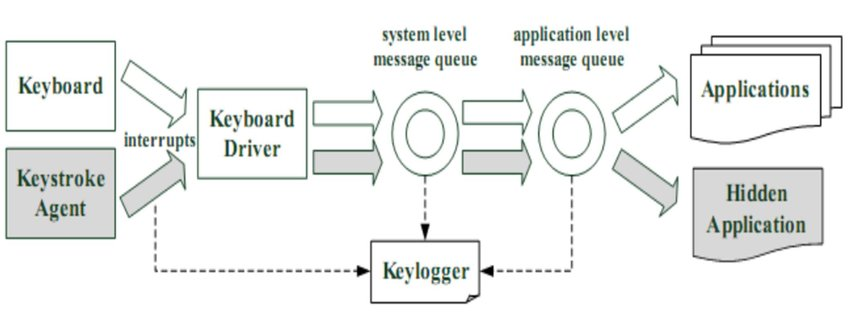 system level
message queue
application level
message queue
Keyboard
Applications
Keyboard
Driver
interrupts
Keystroke
Agent
Hidden
Application
Keylogger